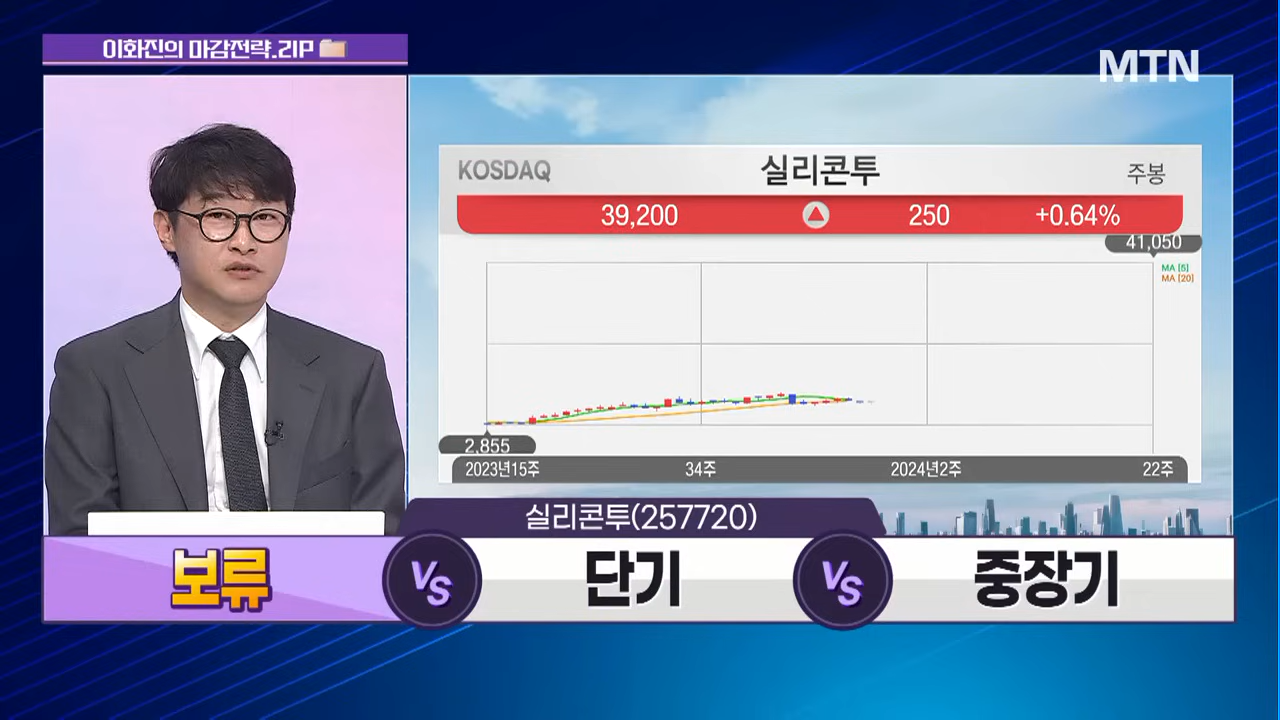 이화진의 마감전략.ZIP
MTN
KOSDAQ
실리콘투
주봉
39,200
250
+0.64%
41,050
MA [5]
MA [20]
2,855
2023년15주
34주
2024년2주
22주
실리콘투(257720)
보류
VS
단기
VS
중장기